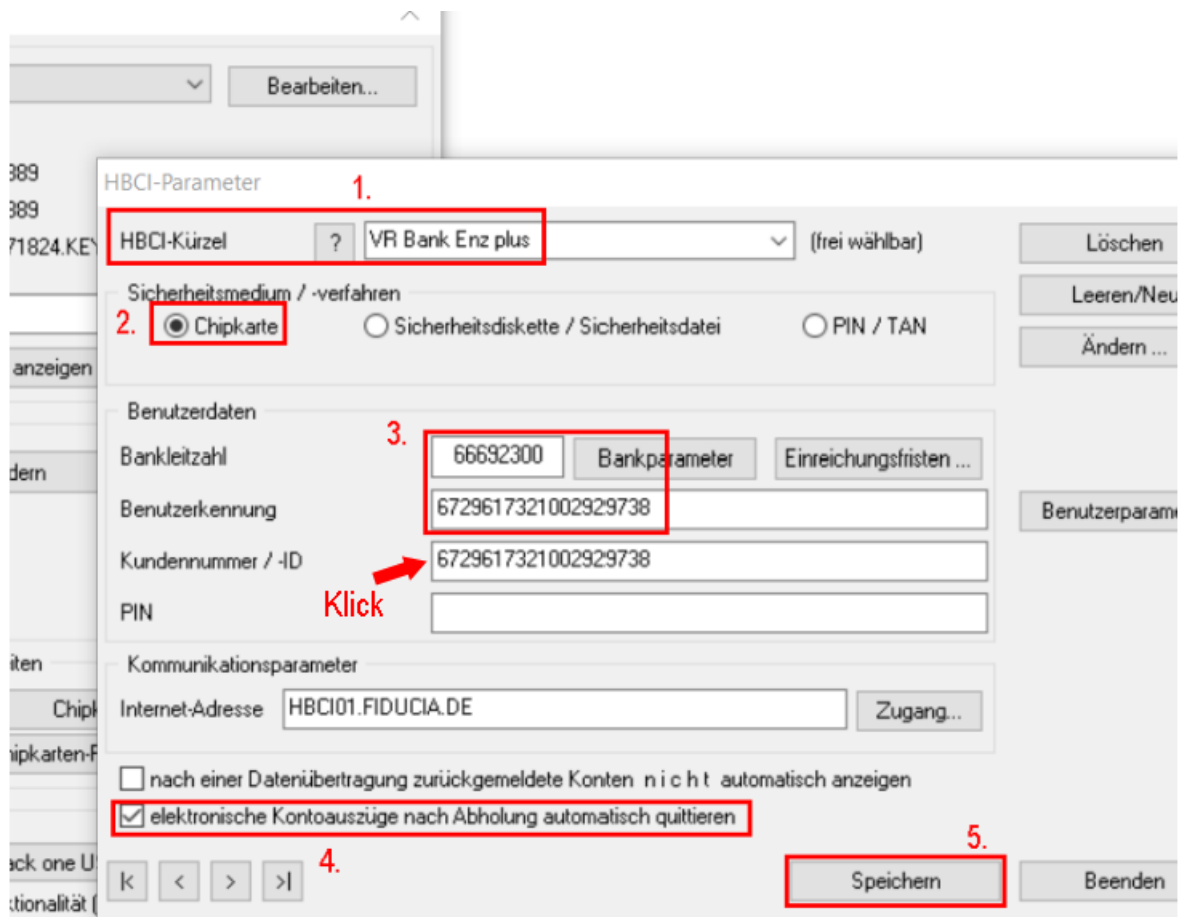 Bearbeiten...
389
389
71824.KEY
HBCI-Parameter
1.
HBCI-Kürzel ? VR Bank Enz plus (frei wählbar) Löschen
Sicherheitsmedium / -verfahren Leeren/Neu
2. Chipkarte Sicherheitsdiskette / Sicherheitsdatei PIN / TAN
Ändern ...
anzeigen
Benutzerdaten
3.
Bankleitzahl 66692300 Bankparameter Einreichungsfristen ...
dern
Benutzerkennung 6729617321002929738 Benutzerparame
Kundennummer / -ID 6729617321002929738
Klick
PIN
iten Kommunikationsparameter
Chipk Internet-Adresse HBCI01.FIDUCIA.DE Zugang...
hipkarten-F
nach einer Datenübertragung zurückgemeldete Konten n i c h t automatisch anzeigen
elektronische Kontoauszüge nach Abholung automatisch quittieren
4.
5.
ack one U
|< < > >| Speichern Beenden
ktionalität (